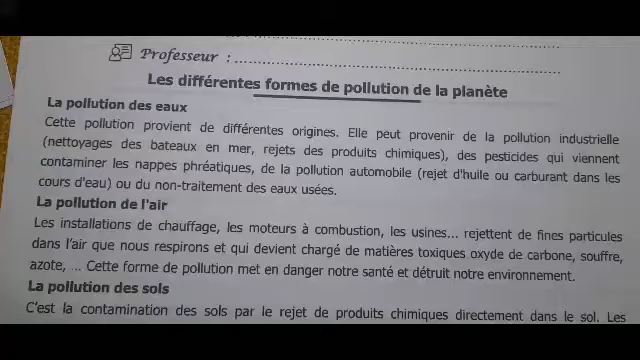 Professeur : 
Les différentes formes de pollution de la planète
La pollution des eaux
Cette pollution provient de différentes origines. Elle peut provenir de la pollution industrielle
(nettoyages des bateaux en mer, rejets des produits chimiques), des pesticides qui viennent
contaminer les nappes phréatiques, de la pollution automobile (rejet d'huile ou carburant dans les
cours d'eau) ou du non-traitement des eaux usées.
La pollution de l'air
Les installations de chauffage, les moteurs à combustion, les usines... rejettent de fines particules
dans l'air que nous respirons et qui devient chargé de matières toxiques oxyde de carbone, souffre,
azote, ... Cette forme de pollution met en danger notre santé et détruit notre environnement.
La pollution des sols
C'est la contamination des sols par le rejet de produits chimiques directement dans le sol. Les